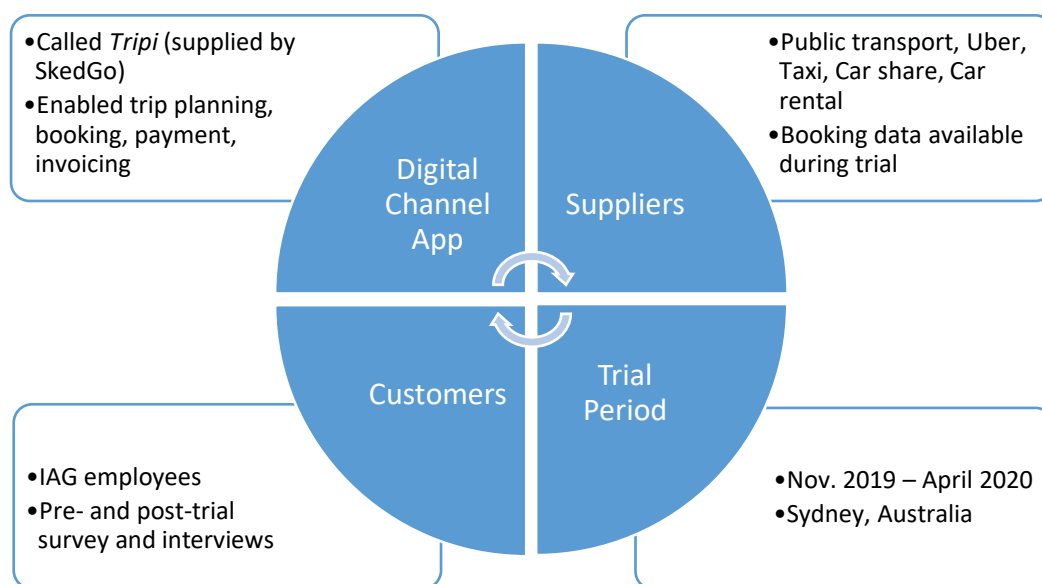 •Called Tripi (supplied by
SkedGo)
•Enabled trip planning,
booking, payment,
invoicing
•Public transport, Uber,
Taxi, Car share, Car
rental
•Booking data available
during trial
Digital
Channel
App
Suppliers
Customers
Trial
Period
•IAG employees
•Pre- and post-trial
survey and interviews
•Nov. 2019 – April 2020
•Sydney, Australia